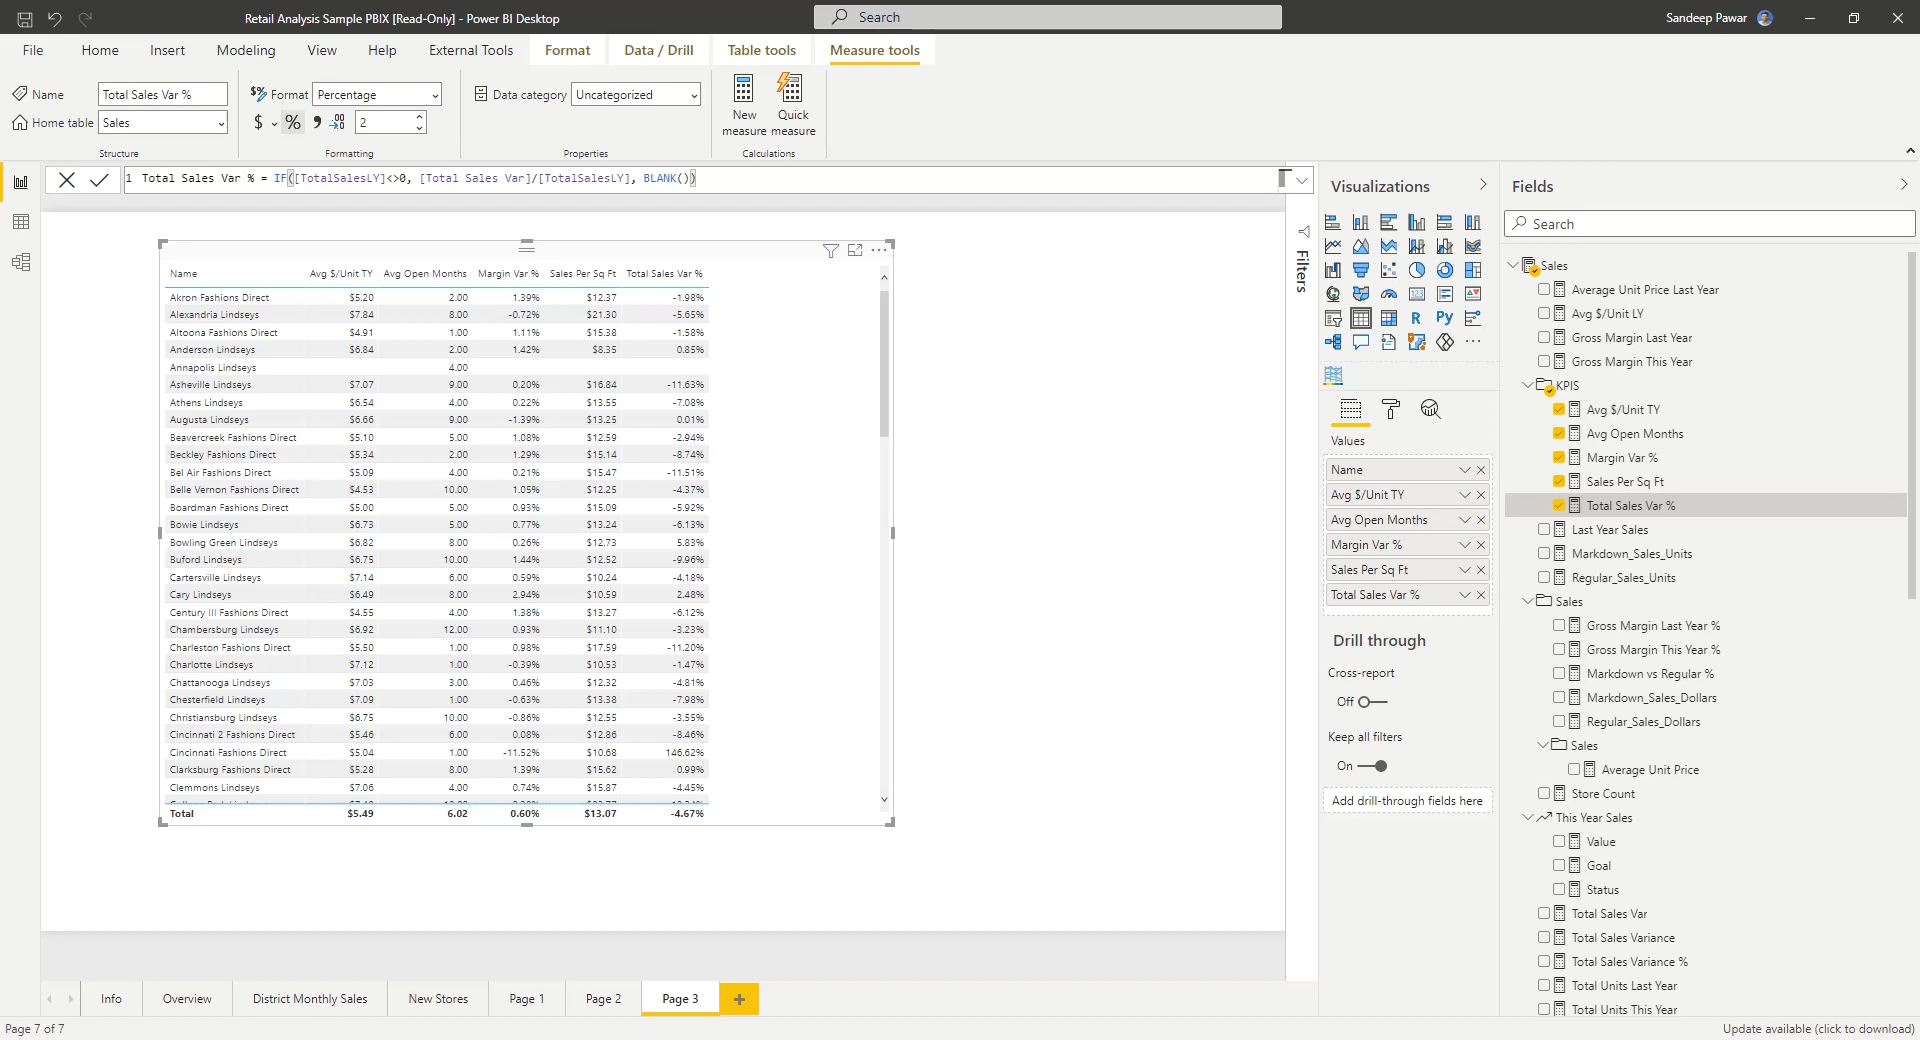 Retail Analysis Sample PBIX [Read-Only] - Power BI Desktop
Search
Sandeep Pawar
File Home Insert Modeling View Help External Tools Format Data / Drill Table tools Measure tools
Name Total Sales Var %
Home table Sales
Structure
Format Percentage
$ % 2
Formatting
Data category Uncategorized
Properties
New measure
Quick measure
Calculations
1 Total Sales Var % = IF([TotalSalesLY]<>0, [Total Sales Var]/[TotalSalesLY], BLANK())
Name Avg $/Unit TY Avg Open Months Margin Var % Sales Per Sq Ft Total Sales Var %
Akron Fashions Direct $5.20 2.00 1.39% $12.37 -1.98%
Alexandria Lindseys $7.84 8.00 -0.72% $21.30 -5.65%
Altoona Fashions Direct $4.91 1.00 1.11% $15.38 -1.58%
Anderson Lindseys $6.84 2.00 1.42% $8.35 0.85%
Annapolis Lindseys 4.00
Asheville Lindseys $7.07 9.00 0.20% $16.84 -11.63%
Athens Lindseys $6.54 4.00 0.22% $13.55 -7.08%
Augusta Lindseys $6.66 9.00 -1.39% $13.25 0.01%
Beavercreek Fashions Direct $5.10 5.00 1.08% $12.59 -2.94%
Beckley Fashions Direct $5.34 2.00 1.29% $15.14 -8.74%
Bel Air Fashions Direct $5.09 4.00 0.21% $15.47 -11.51%
Belle Vernon Fashions Direct $4.53 10.00 1.05% $12.25 -4.37%
Boardman Fashions Direct $5.00 5.00 0.93% $15.09 -5.92%
Bowie Lindseys $6.73 5.00 0.77% $13.24 -6.13%
Bowling Green Lindseys $6.82 8.00 0.26% $12.73 5.83%
Buford Lindseys $6.75 10.00 1.44% $12.52 -9.96%
Cartersville Lindseys $7.14 6.00 0.59% $10.24 -4.18%
Cary Lindseys $6.49 8.00 2.94% $10.59 2.48%
Century III Fashions Direct $4.55 4.00 1.38% $13.27 -6.12%
Chambersburg Lindseys $6.92 12.00 0.93% $11.10 -3.23%
Charleston Fashions Direct $5.50 1.00 0.98% $17.59 -11.20%
Charlotte Lindseys $7.12 1.00 -0.39% $10.53 -1.47%
Chattanooga Lindseys $7.03 3.00 0.46% $12.32 -4.81%
Chesterfield Lindseys $7.09 1.00 -0.63% $13.38 -7.98%
Christiansburg Lindseys $6.75 10.00 -0.86% $12.55 -3.55%
Cincinnati 2 Fashions Direct $5.46 6.00 0.08% $12.86 -8.46%
Cincinnati Fashions Direct $5.04 1.00 -11.52% $10.68 146.62%
Clarksburg Fashions Direct $5.28 8.00 1.39% $15.62 0.99%
Clemmons Lindseys $7.06 4.00 0.74% $15.87 -4.45%
Total $5.49 6.02 0.60% $13.07 -4.67%
Filters
Visualizations
R Py
Values
Name
Avg $/Unit TY
Avg Open Months
Margin Var %
Sales Per Sq Ft
Total Sales Var %
Drill through
Cross-report
Off
Keep all filters
On
Add drill-through fields here
Fields
Search
Sales
Average Unit Price Last Year
Avg $/Unit LY
Gross Margin Last Year
Gross Margin This Year
KPIS
Avg $/Unit TY
Avg Open Months
Margin Var %
Sales Per Sq Ft
Total Sales Var %
Last Year Sales
Markdown_Sales_Units
Regular_Sales_Units
Sales
Gross Margin Last Year %
Gross Margin This Year %
Markdown vs Regular %
Markdown_Sales_Dollars
Regular_Sales_Dollars
Sales
Average Unit Price
Store Count
This Year Sales
Value
Goal
Status
Total Sales Var
Total Sales Variance
Total Sales Variance %
Total Units Last Year
Total Units This Year
Info Overview District Monthly Sales New Stores Page 1 Page 2 Page 3 +
Page 7 of 7
Update available (click to download)